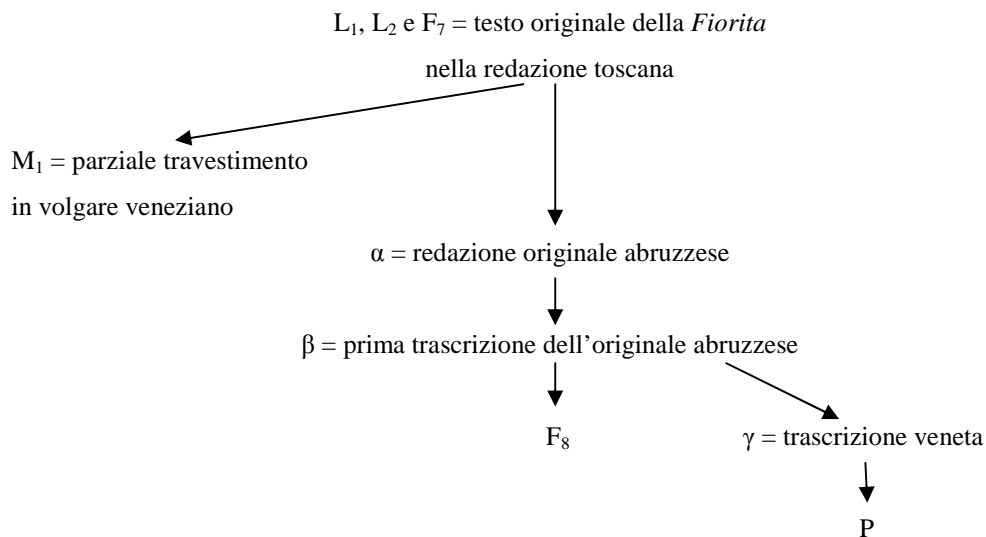 L₁, L₂ e F₇ = testo originale della Fiorita
nella redazione toscana
M₁ = parziale travestimento
in volgare veneziano
α = redazione originale abruzzese
β = prima trascrizione dell’originale abruzzese
F₈
γ = trascrizione veneta
P